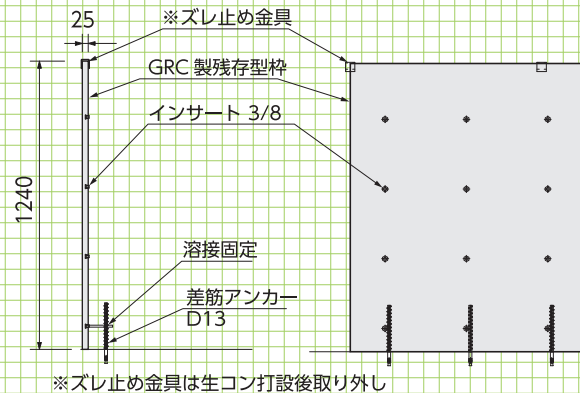 25
※ズレ止め金具
GRC 製残存型枠
インサート 3/8
1240
溶接固定
差筋アンカー
D13
※ズレ止め金具は生コン打設後取り外し